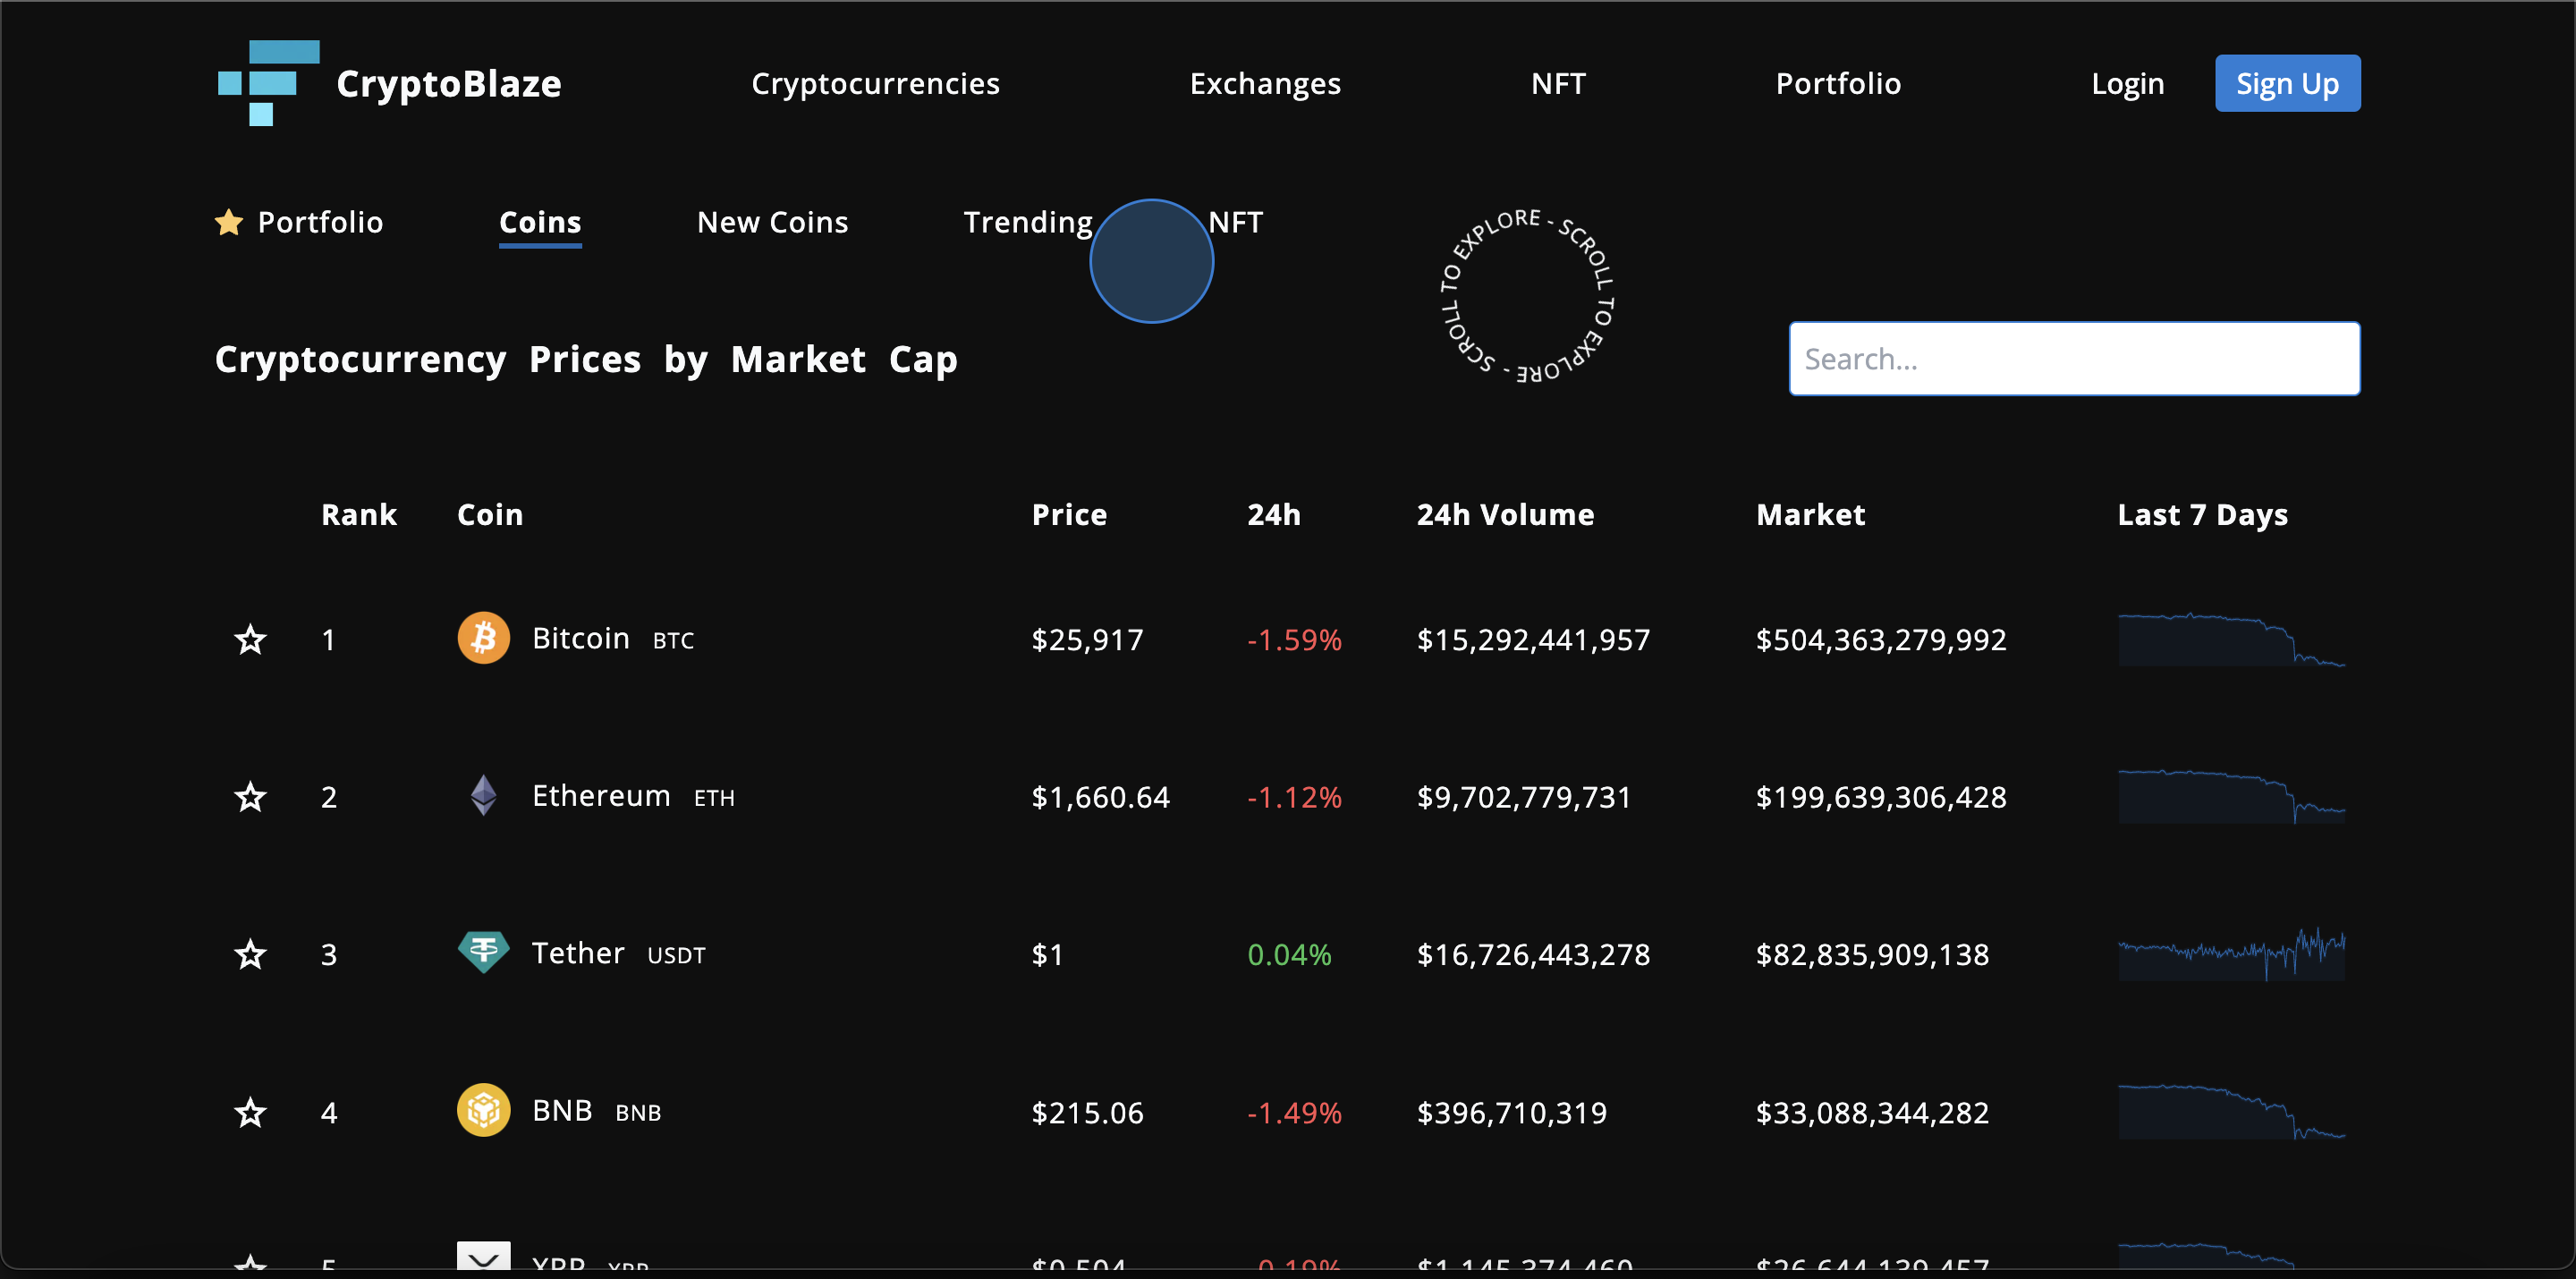 CryptoBlaze Cryptocurrencies Exchanges NFT Portfolio Login Sign Up
Portfolio Coins New Coins Trending NFT
SCROLL TO EXPLORE - SCROLL TO EXPLORE -
Cryptocurrency Prices by Market Cap
Search...
Rank Coin Price 24h 24h Volume Market Last 7 Days
1 Bitcoin BTC $25,917 -1.59% $15,292,441,957 $504,363,279,992
2 Ethereum ETH $1,660.64 -1.12% $9,702,779,731 $199,639,306,428
3 Tether USDT $1 0.04% $16,726,443,278 $82,835,909,138
4 BNB BNB $215.06 -1.49% $396,710,319 $33,088,344,282
5 XRP XRP $0.504 -0.19% $1,145,374,460 $26,644,139,457